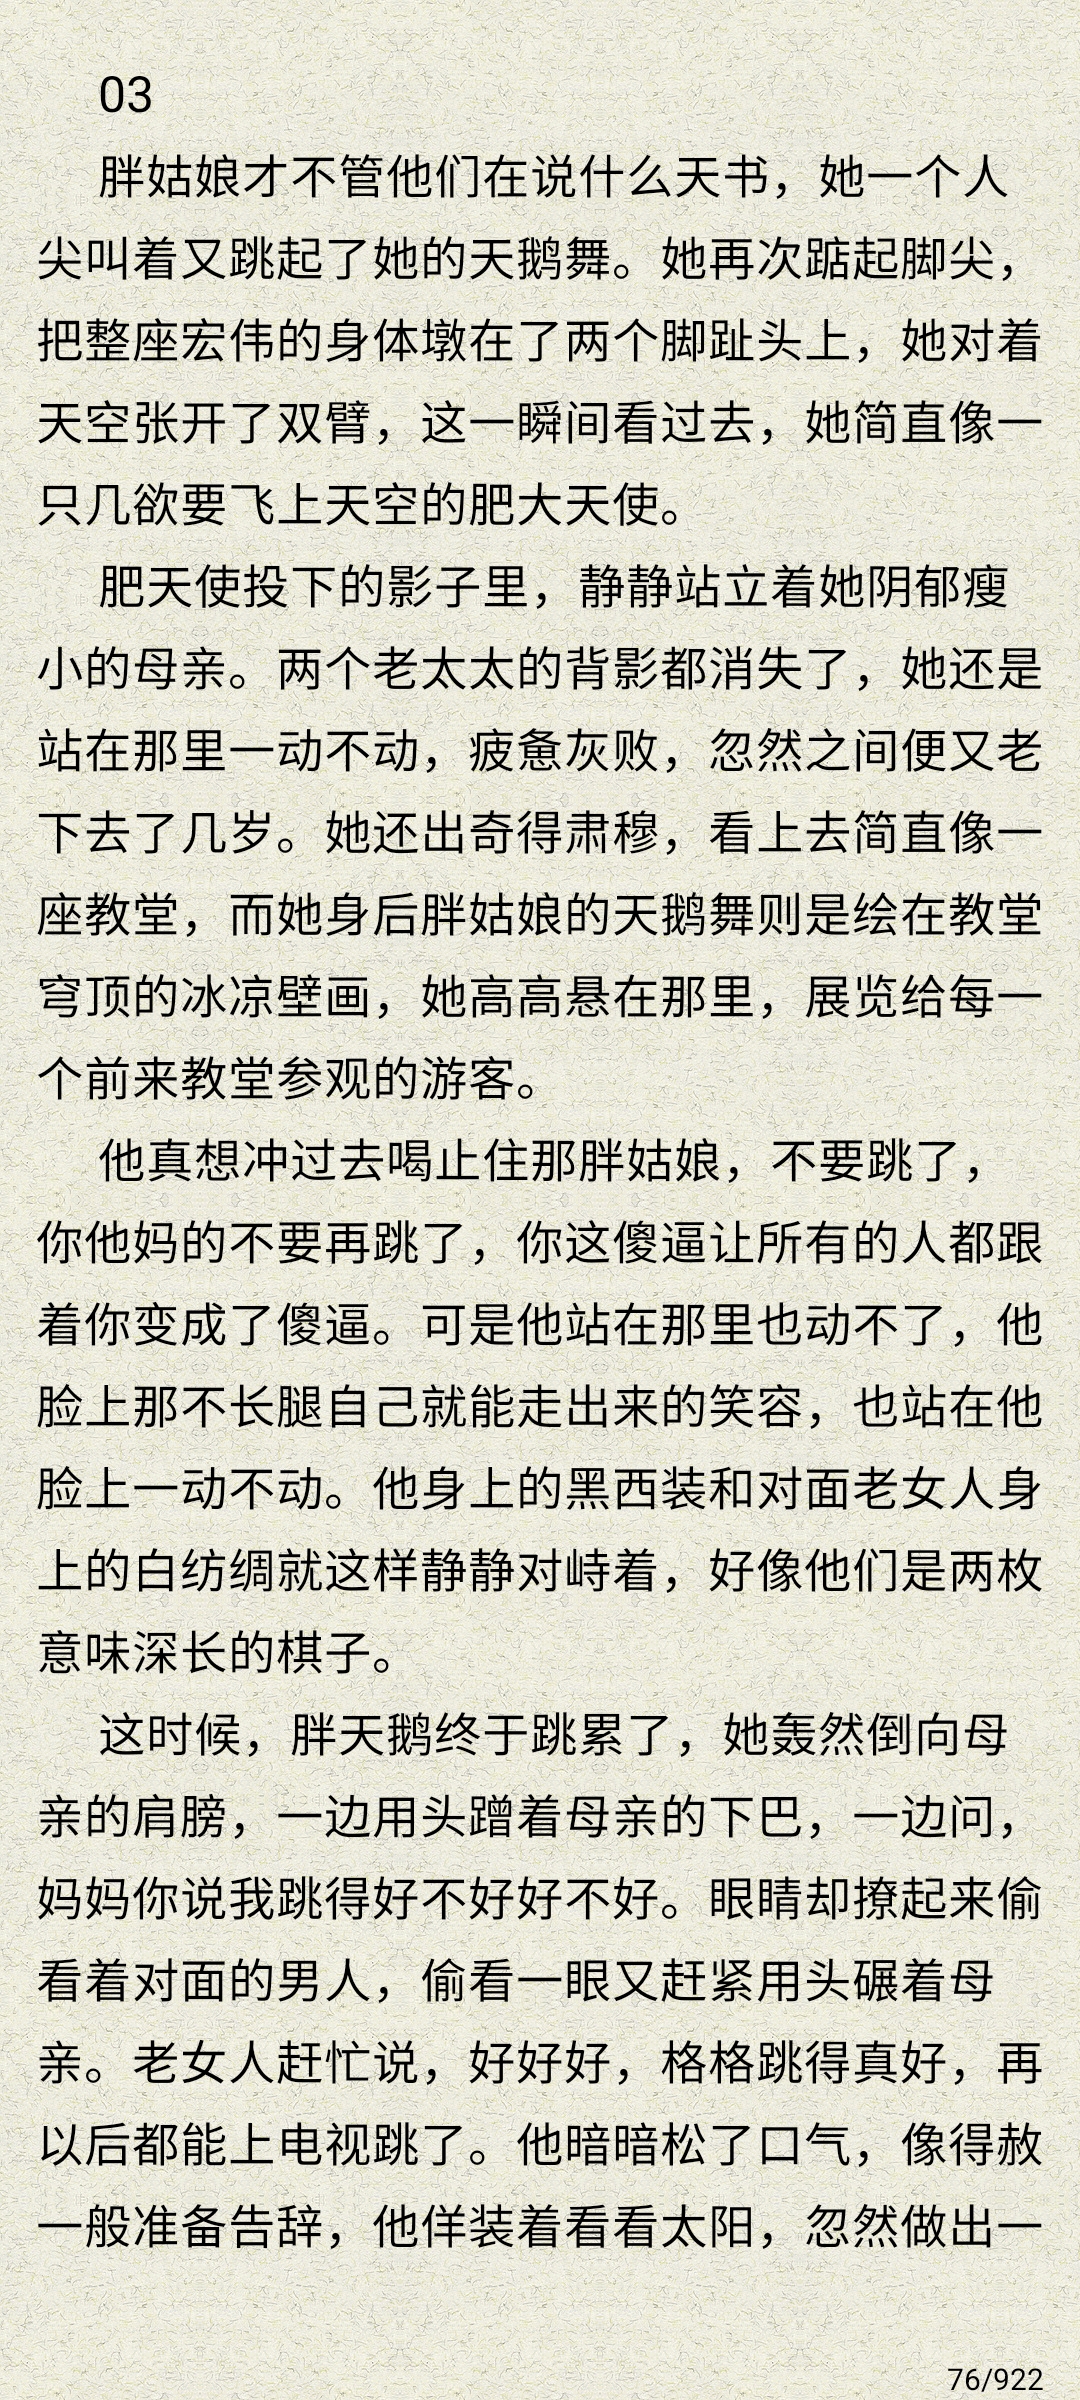 03
胖姑娘才不管他们在说什么天书，她一个人
尖叫着又跳起了她的天鹅舞。她再次踮起脚尖，
把整座宏伟的身体墩在了两个脚趾头上，她对着
天空张开了双臂，这一瞬间看过去，她简直像一
只几欲要飞上天空的肥大天使。
肥天使投下的影子里，静静站立着她阴郁瘦
小的母亲。两个老太太的背影都消失了，她还是
站在那里一动不动，疲惫灰败，忽然之间便又老
下去了几岁。她还出奇得肃穆，看上去简直像一
座教堂，而她身后胖姑娘的天鹅舞则是绘在教堂
穹顶的冰凉壁画，她高高悬在那里，展览给每一
个前来教堂参观的游客。
他真想冲过去喝止住那胖姑娘，不要跳了，
你他妈的不要再跳了，你这傻逼让所有的人都跟
着你变成了傻逼。可是他站在那里也动不了，他
脸上那不长腿自己就能走出来的笑容，也站在他
脸上一动不动。他身上的黑西装和对面老女人身
上的白纺绸就这样静静对峙着，好像他们是两枚
意味深长的棋子。
这时候，胖天鹅终于跳累了，她轰然倒向母
亲的肩膀，一边用头蹭着母亲的下巴，一边问，
妈妈你说我跳得好不好好不好。眼睛却撩起来偷
看着对面的男人，偷看一眼又赶紧用头碾着母
亲。老女人赶忙说，好好好，格格跳得真好，再
以后都能上电视跳了。他暗暗松了口气，像得赦
一般准备告辞，他佯装着看看太阳，忽然做出一
76/922